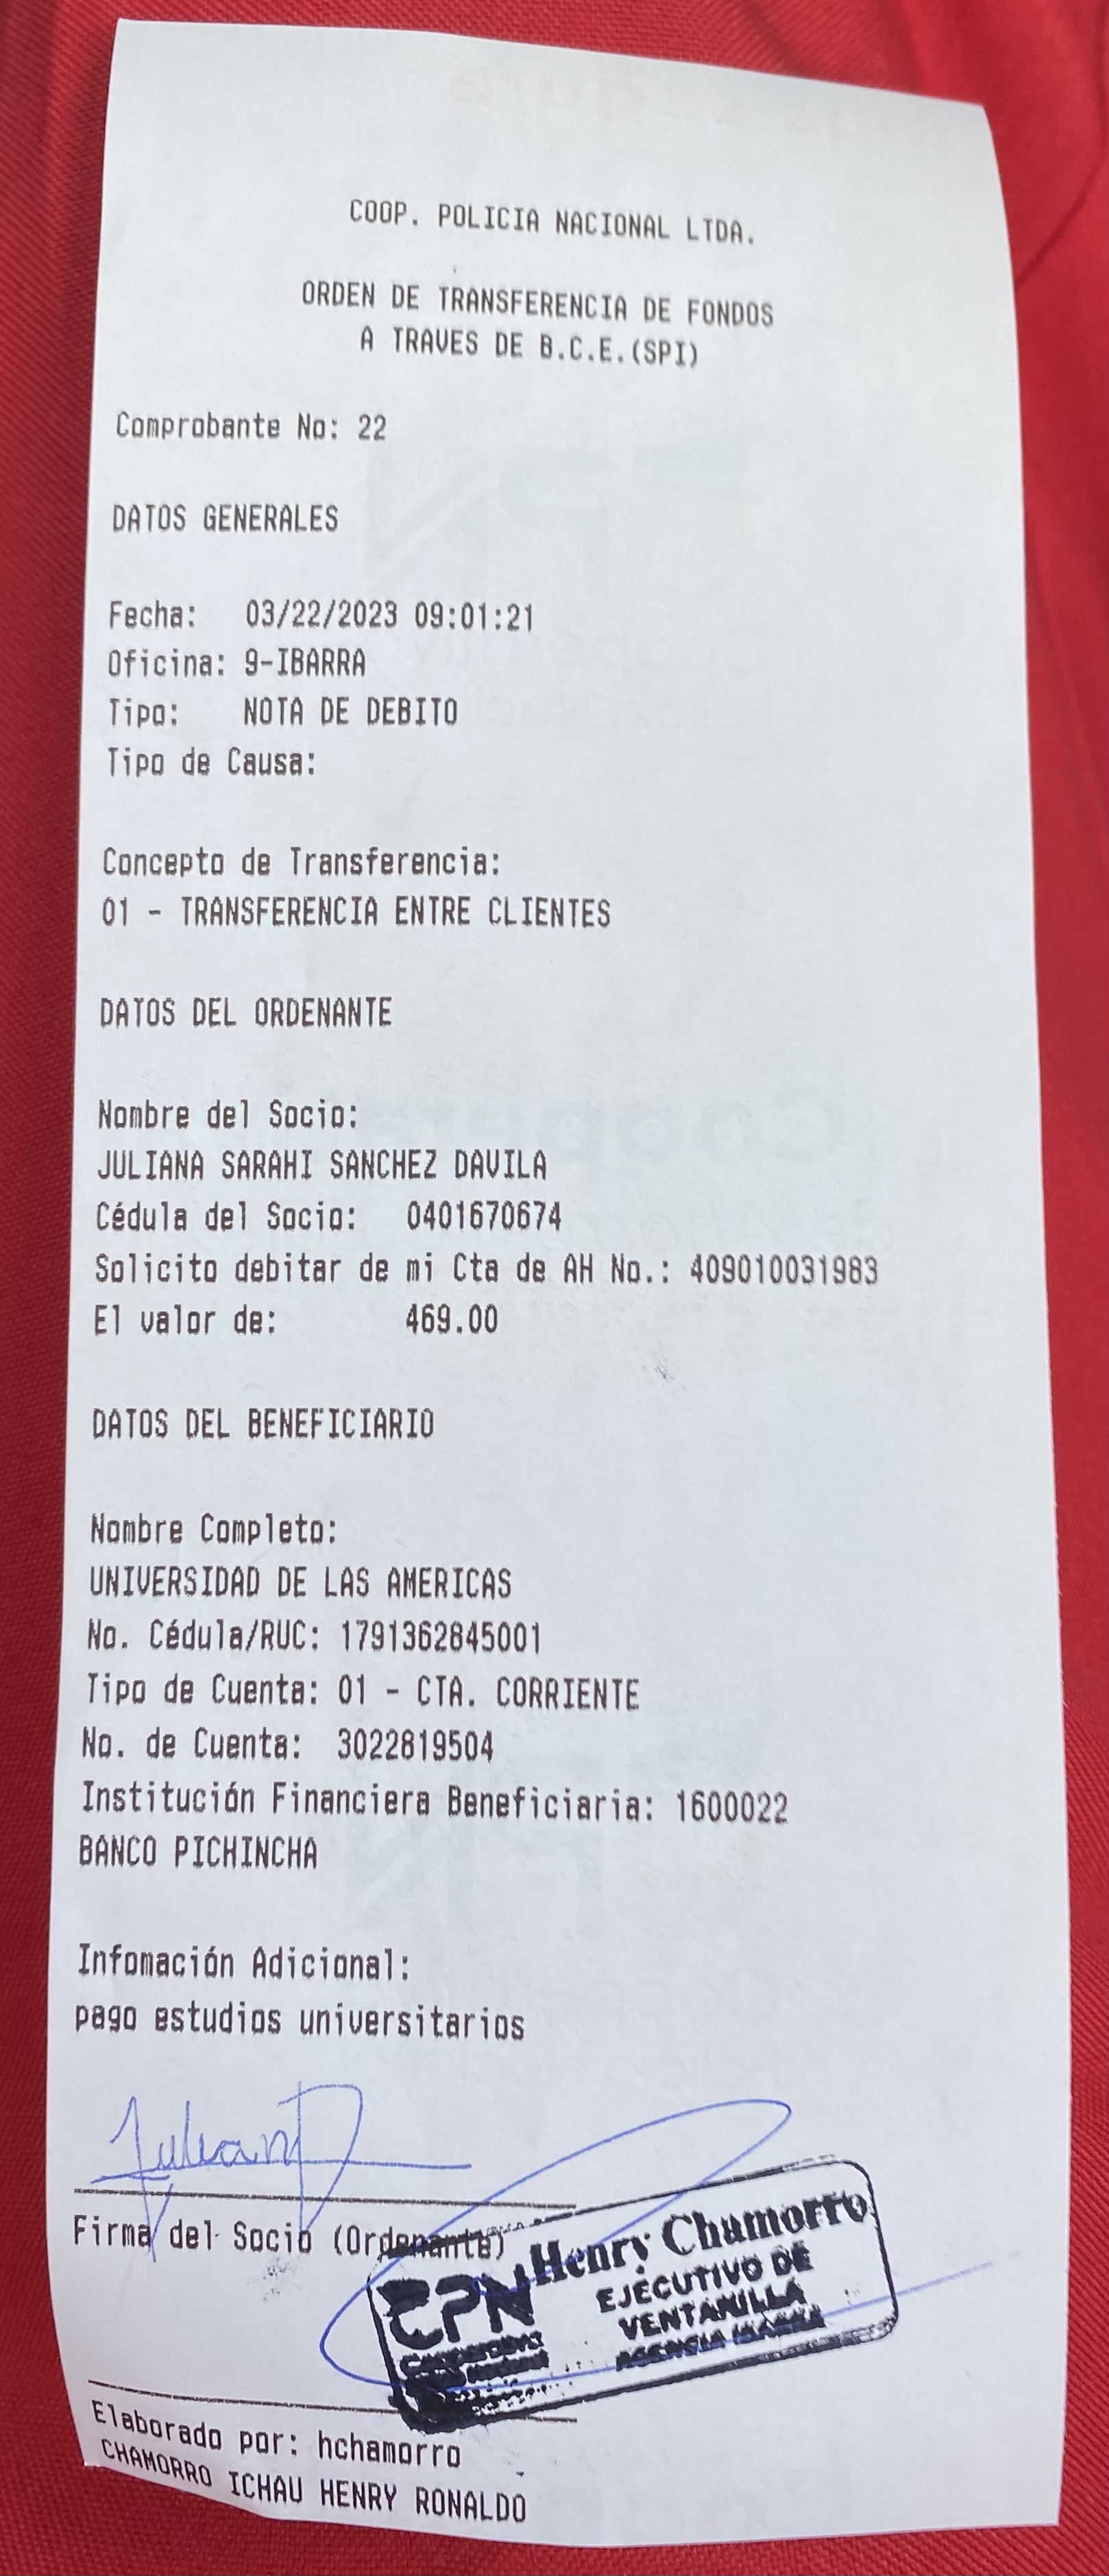 COOP. POLICIA NACIONAL LTDA.
ORDEN DE TRANSFERENCIA DE FONDOS
A TRAVES DE B.C.E.(SPI)
Comprobante No: 22
DATOS GENERALES
Fecha: 03/22/2023 09:01:21
Oficina: 9-IBARRA
Tipo: NOTA DE DEBITO
Tipo de Causa:
Concepto de Transferencia:
01 - TRANSFERENCIA ENTRE CLIENTES
DATOS DEL ORDENANTE
Nombre del Socio:
JULIANA SARAHI SANCHEZ DAVILA
Cédula del Socio: 0401670674
Solicito debitar de mi Cta de AH No.: 409010031983
El valor de: 469.00
DATOS DEL BENEFICIARIO
Nombre Completo:
UNIVERSIDAD DE LAS AMERICAS
No. Cédula/RUC: 1791362845001
Tipo de Cuenta: 01 - CTA. CORRIENTE
No. de Cuenta: 3022819504
Institución Financiera Beneficiaria: 1600022
BANCO PICHINCHA
Infomación Adicional:
pago estudios universitarios
Firma del Socio (Ordenante)
Henry Chamorro
EJECUTIVO DE
VENTANILLA
AGENCIA IBARRA
CPN
Cooperativa
Elaborado por: hchamorro
CHAMORRO ICHAU HENRY RONALDO